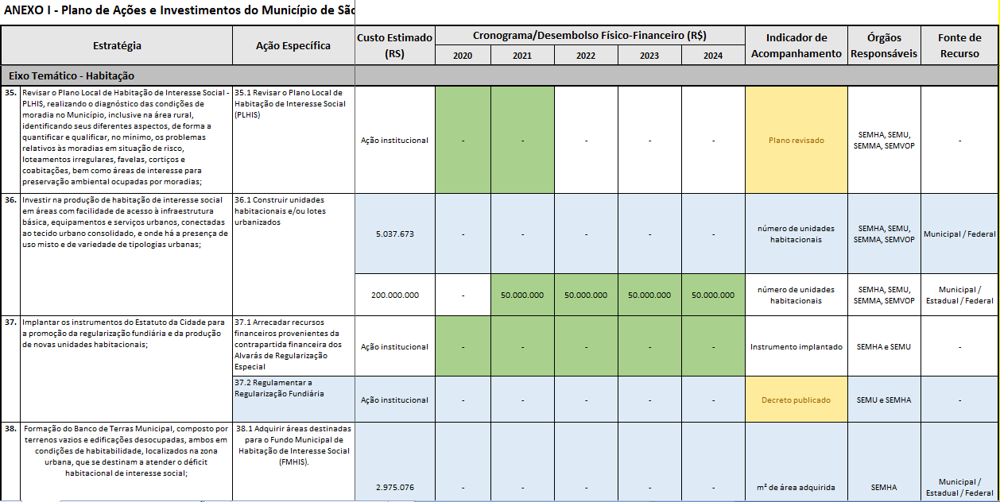 ANEXO I - Plano de Ações e Investimentos do Município de Sã
Estratégia
Ação Específica
Custo Estimado
(RS)
Cronograma/Desembolso Físico-Financeiro (R$)
2020
2021
2022
2023
2024
Indicador de
Acompanhamento
Órgãos
Responsáveis
Fonte de
Recurso
Eixo Temático - Habitação
35.
Revisar o Plano Local de Habitação de Interesse Social -
PLHIS, realizando o diagnóstico das condições de
moradia no Município, inclusive na área rural,
identificando seus diferentes aspectos, de forma a
quantificar e qualificar, no mínimo, os problemas
relativos às moradias em situação de risco,
loteamentos irregulares, favelas, cortiços e
coabitações, bem como áreas de interesse para
preservação ambiental ocupadas por moradias;
35.1 Revisar o Plano Local de
Habitação de Interesse Social
(PLHIS)
Ação institucional
-
-
-
-
-
Plano revisado
SEMHA, SEMU,
SEMMA, SEMVOP
-
36.
Investir na produção de habitação de interesse social
em áreas com facilidade de acesso à infraestrutura
básica, equipamentos e serviços urbanos, conectadas
ao tecido urbano consolidado, e onde há a presença de
uso misto e de variedade de tipologias urbanas;
36.1 Construir unidades
habitacionais e/ou lotes
urbanizados
5.037.673
-
-
-
-
-
número de unidades
habitacionais
SEMHA, SEMU,
SEMMA, SEMVOP
Municipal / Federal
200.000.000
-
50.000.000
50.000.000
50.000.000
50.000.000
número de unidades
habitacionais
SEMHA, SEMU,
SEMMA, SEMVOP
Municipal /
Estadual / Federal
37.
Implantar os instrumentos do Estatuto da Cidade para
a promoção da regularização fundiária e da produção
de novas unidades habitacionais;
37.1 Arrecadar recursos
financeiros provenientes da
contrapartida financeira dos
Alvarás de Regularização
Especial
Ação institucional
-
-
-
-
-
Instrumento implantado
SEMHA e SEMU
-
37.2 Regulamentar a
Regularização Fundiária
Ação institucional
-
-
-
-
-
Decreto publicado
SEMU e SEMHA
-
38.
Formação do Banco de Terras Municipal, composto por
terrenos vazios e edificações desocupadas, ambos em
condições de habitabilidade, localizados na zona
urbana, que se destinam a atender o déficit
habitacional de interesse social;
38.1 Adquirir áreas destinadas
para o Fundo Municipal de
Habitação de Interesse Social
(FMHIS).
2.975.076
-
-
-
-
-
m² de área adquirida
SEMHA
Municipal /
Estadual / Federal